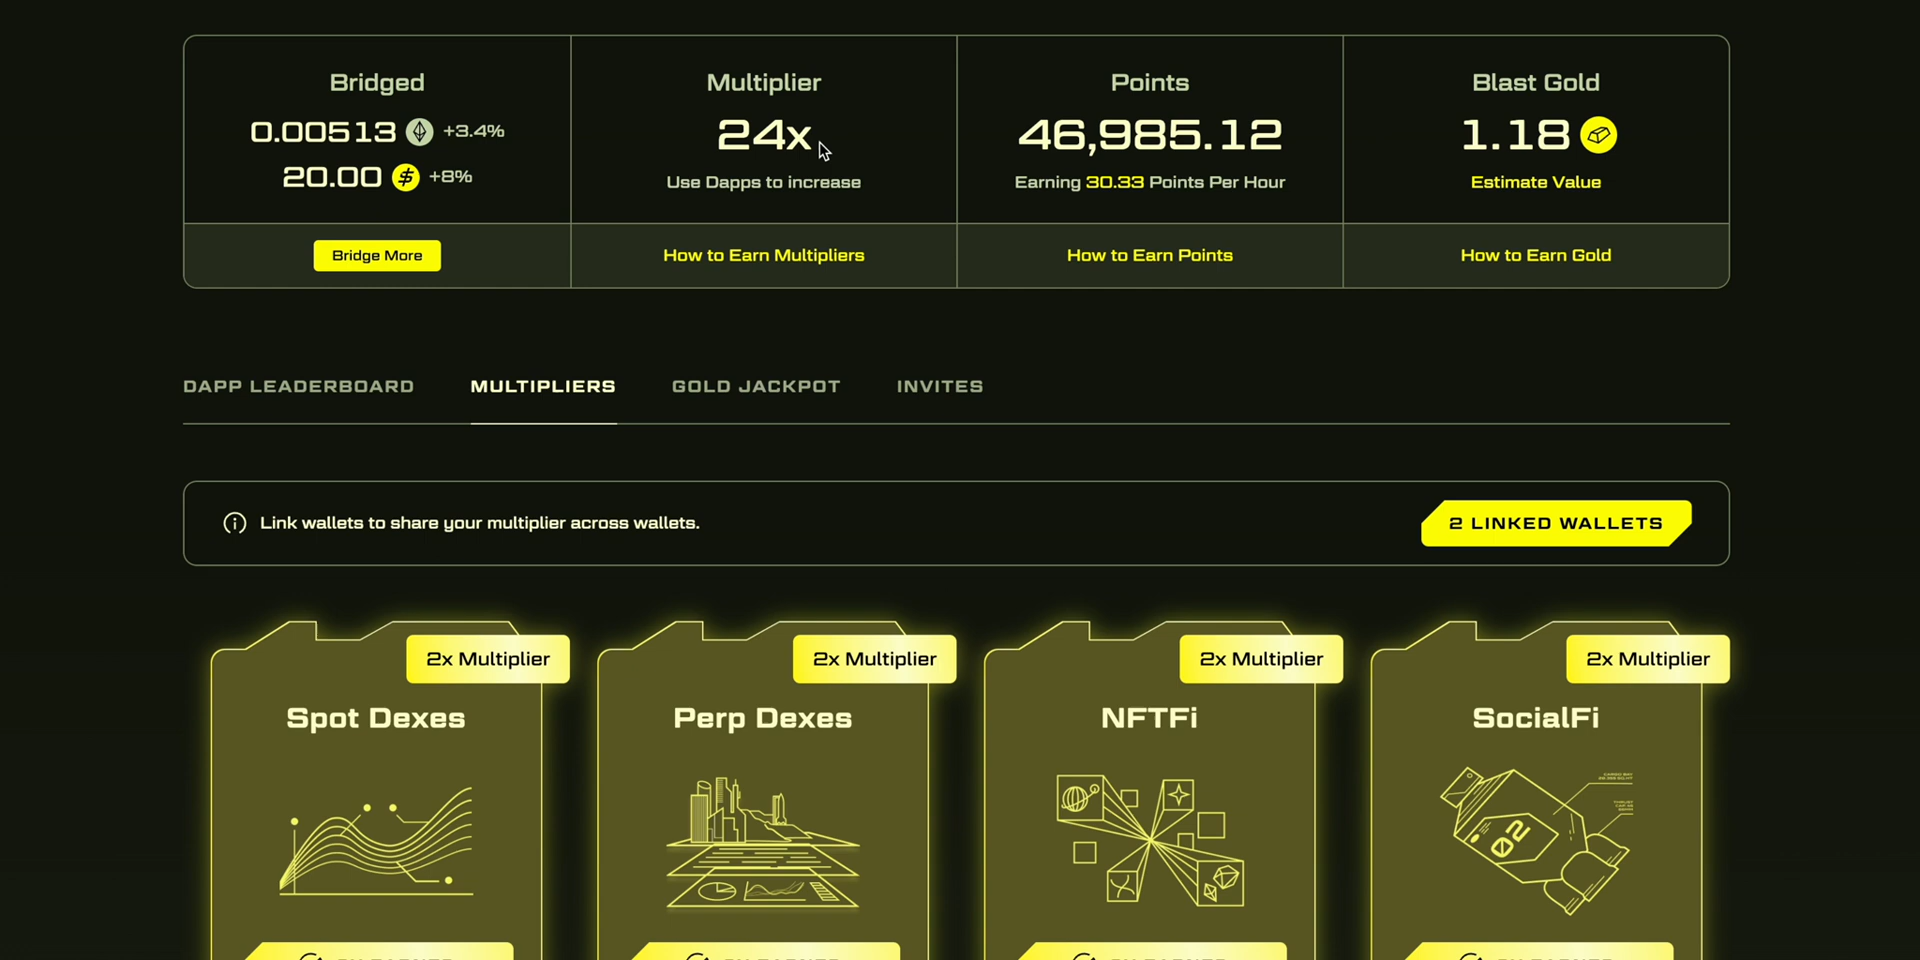 Bridged
0.00513 +3.4%
20.00 +8%
Bridge More
Multiplier
24x
Use Dapps to increase
How to Earn Multipliers
Points
46,985.12
Earning 30.33 Points Per Hour
How to Earn Points
Blast Gold
1.18
Estimate Value
How to Earn Gold
DAPP LEADERBOARD MULTIPLIERS GOLD JACKPOT INVITES
Link wallets to share your multiplier across wallets.
2 LINKED WALLETS
2x Multiplier
Spot Dexes
2x Multiplier
Perp Dexes
2x Multiplier
NFTFi
2x Multiplier
SocialFi
02